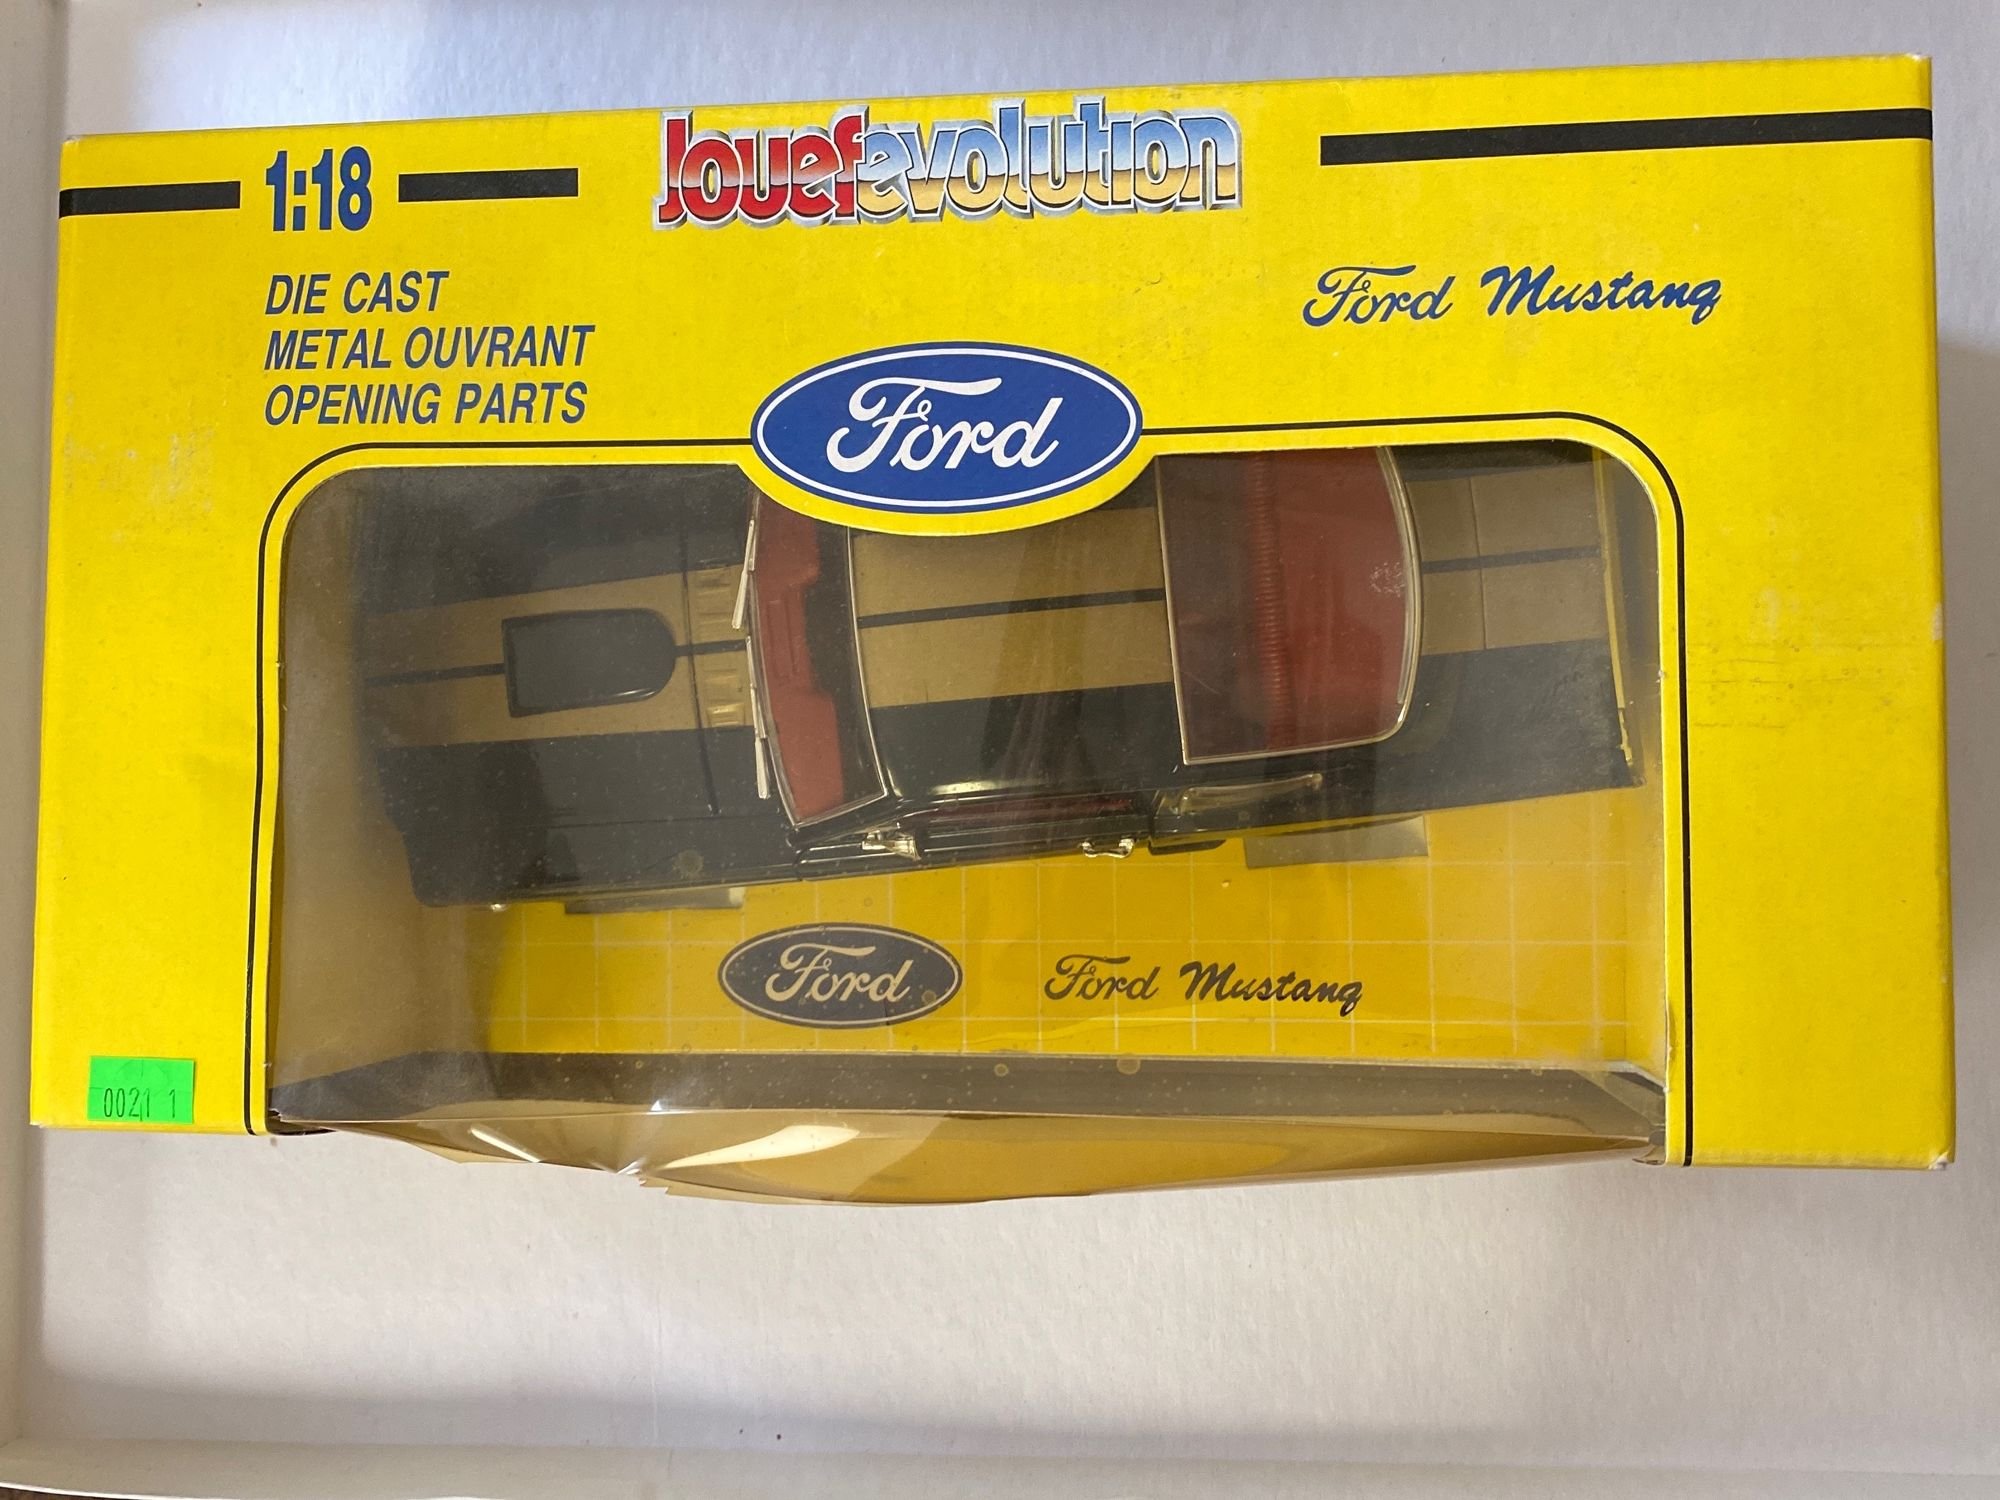 1:18
Jouefevolution
DIE CAST
METAL OUVRANT
OPENING PARTS
Ford Mustang
Ford
Ford
Ford Mustang
0021 1